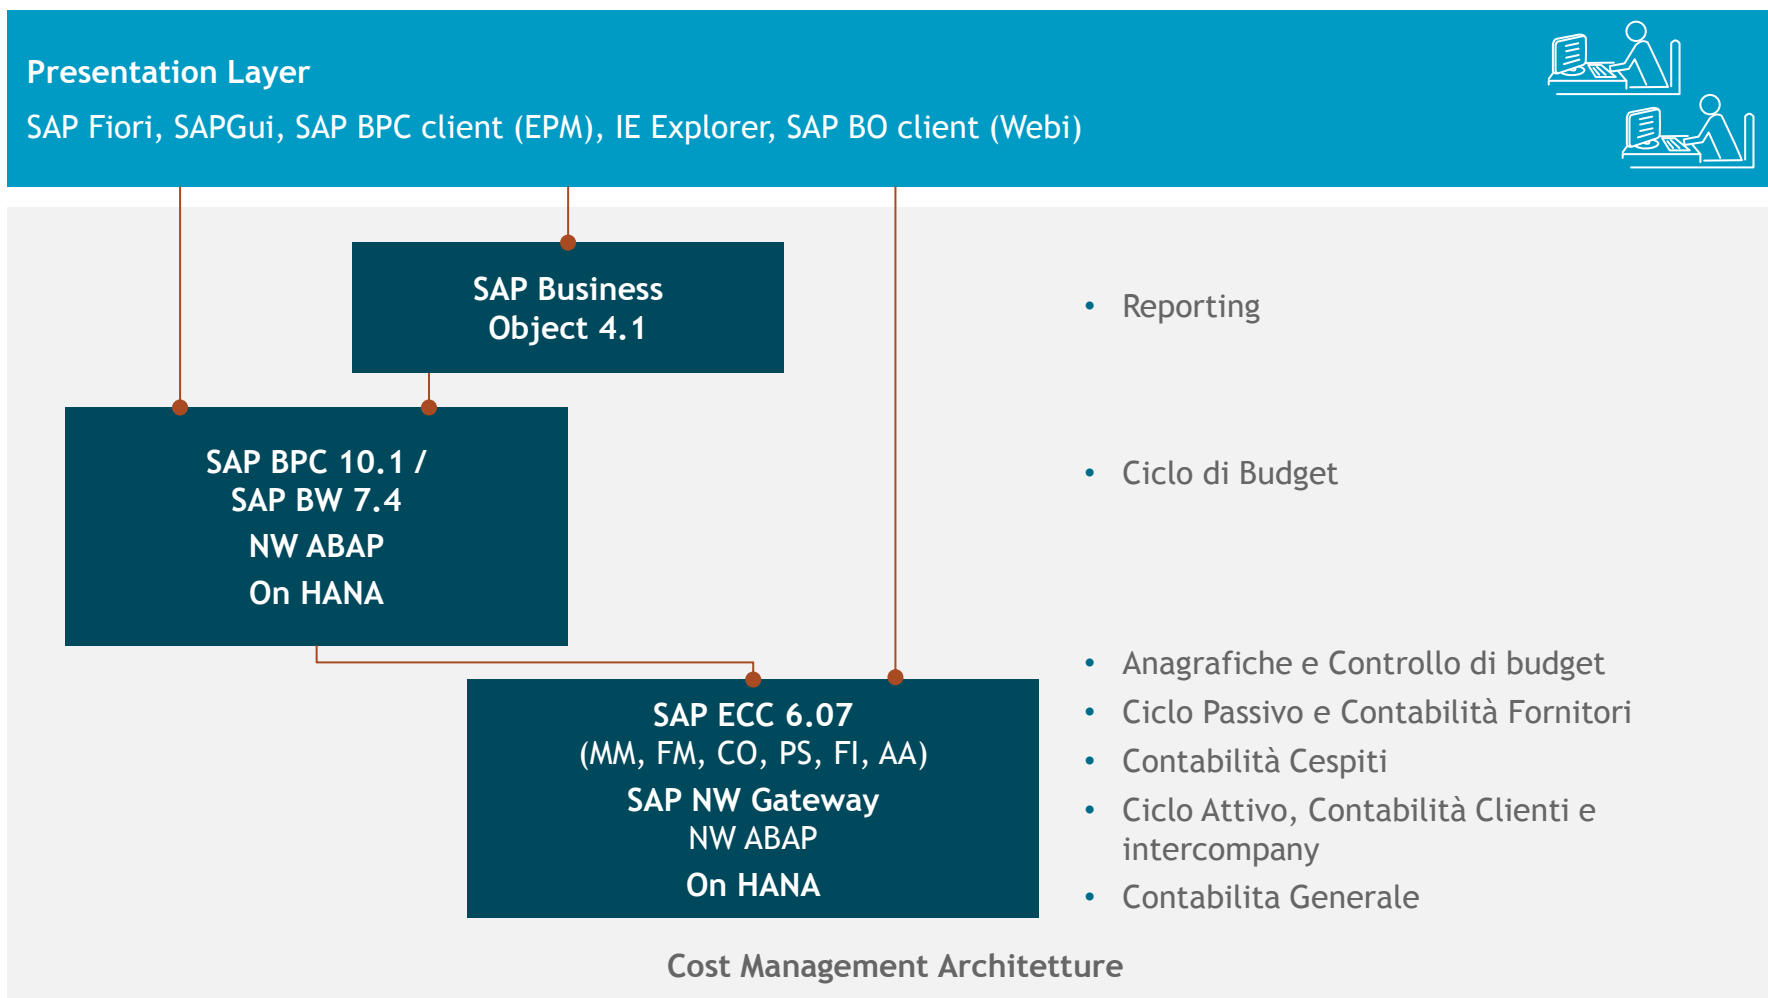 Presentation Layer
SAP Fiori, SAPGui, SAP BPC client (EPM), IE Explorer, SAP BO client (Webi)
SAP Business
Object 4.1
• Reporting
SAP BPC 10.1 /
SAP BW 7.4
NW ABAP
On HANA
• Ciclo di Budget
SAP ECC 6.07
(MM, FM, CO, PS, FI, AA)
SAP NW Gateway
NW ABAP
On HANA
• Anagrafiche e Controllo di budget
• Ciclo Passivo e Contabilità Fornitori
• Contabilità Cespiti
• Ciclo Attivo, Contabilità Clienti e
intercompany
• Contabilita Generale
Cost Management Architetture